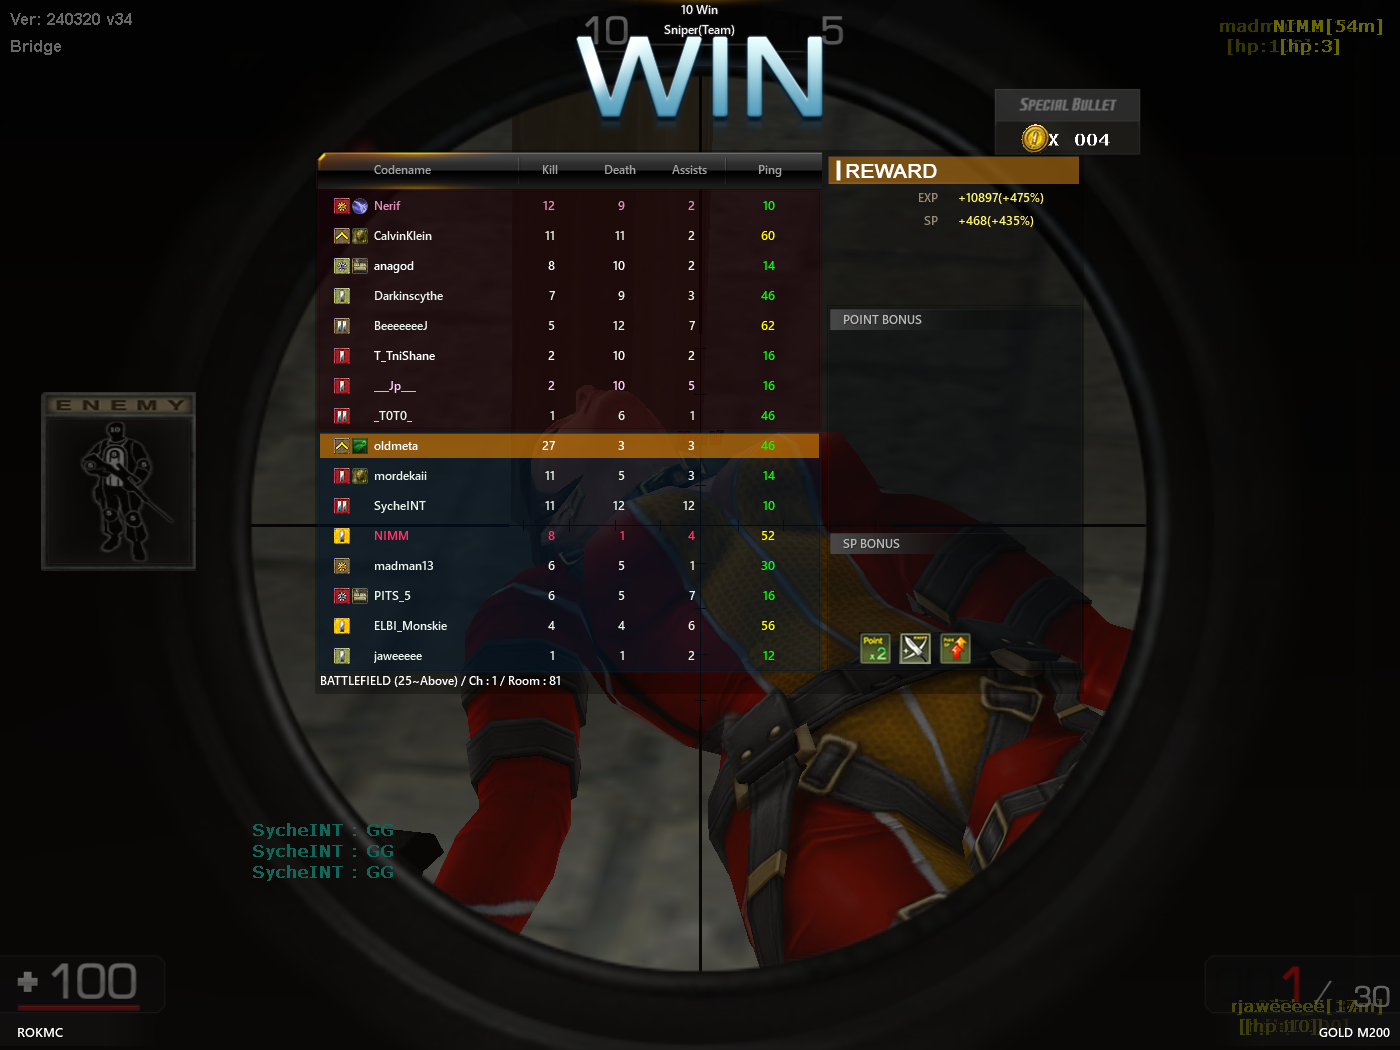 Ver: 240320 v34
Bridge
10 Win
Sniper(Team)
10 5
WIN
NIMM[54m]
[hp:3]
SPECIAL BULLET
X 004
Codename Kill Death Assists Ping
Nerif 12 9 2 10
CalvinKlein 11 11 2 60
anagod 8 10 2 14
Darkinscythe 7 9 3 46
BeeeeeeeJ 5 12 7 62
T_TniShane 2 10 2 16
___Jp___ 2 10 5 16
_T0T0_ 1 6 1 46
oldmeta 27 3 3 46
mordekaii 11 5 3 14
SycheINT 11 12 12 10
NIMM 8 1 4 52
madman13 6 5 1 30
PITS_5 6 5 7 16
ELBI_Monskie 4 4 6 56
jaweeeee 1 1 2 12
BATTLEFIELD (25~Above) / Ch : 1 / Room : 81
REWARD
EXP +10897(+475%)
SP +468(+435%)
POINT BONUS
SP BONUS
Point x2
ENEMY
SycheINT : GG
SycheINT : GG
SycheINT : GG
+ 100
ROKMC
1 / 30
GOLD M200